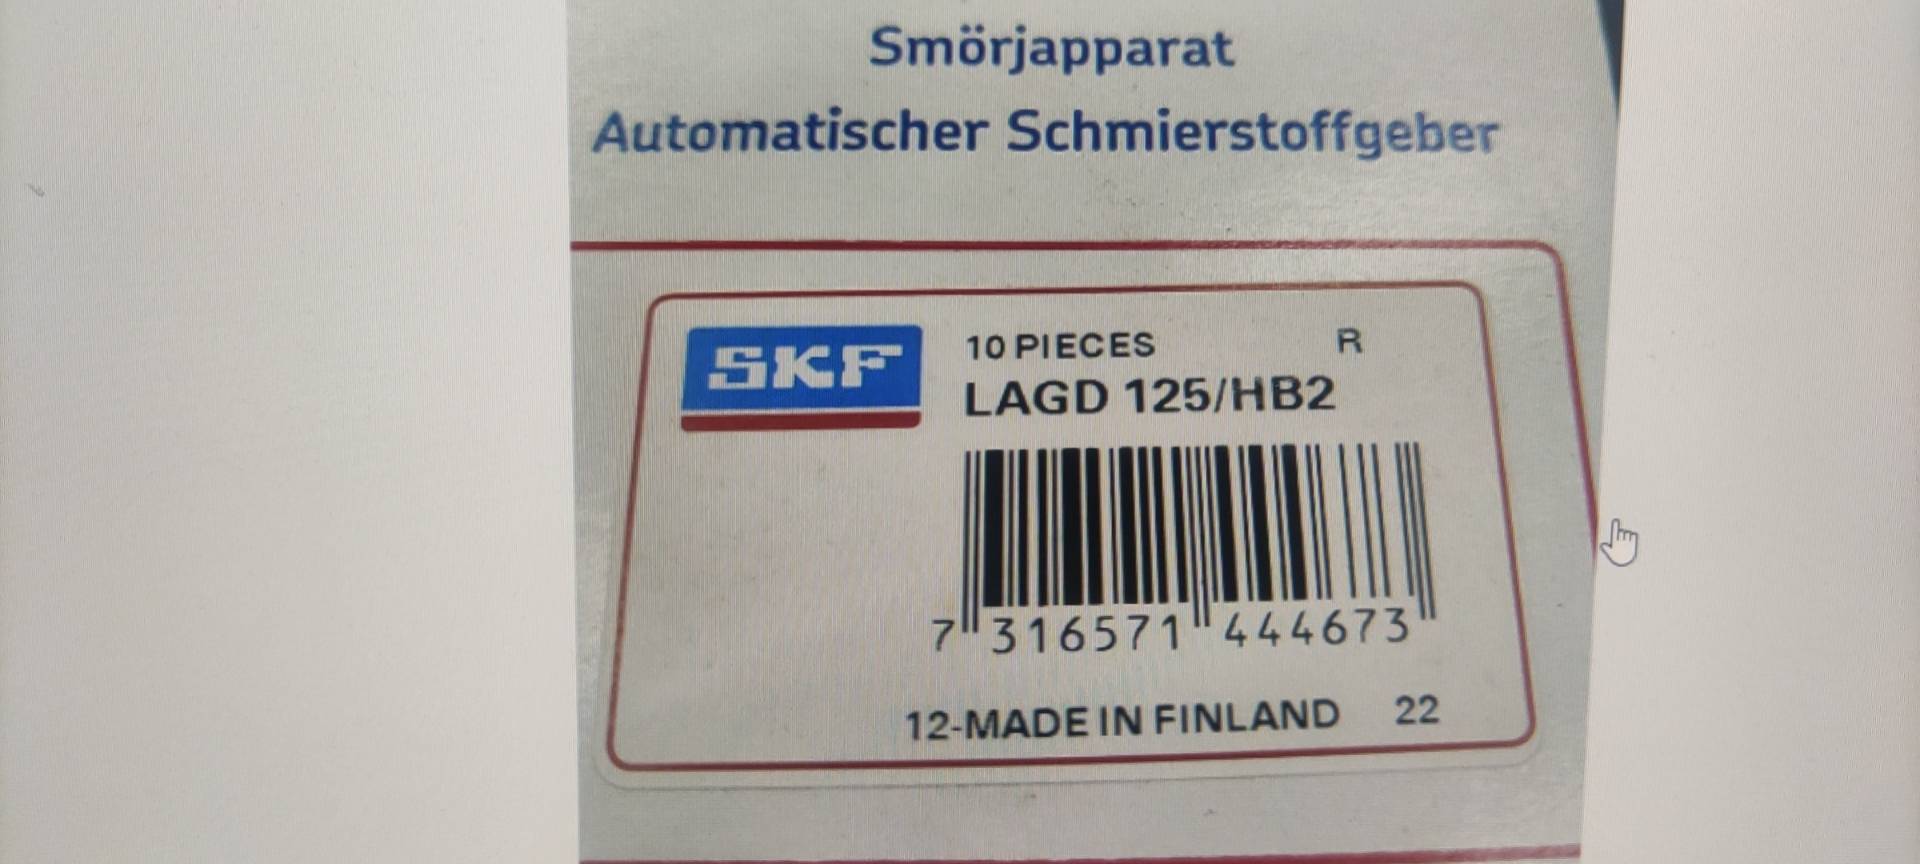 Smörjapparat
Automatischer Schmierstoffgeber
SKF
10 PIECES R
LAGD 125/HB2
7 316571 444673
12-MADE IN FINLAND 22